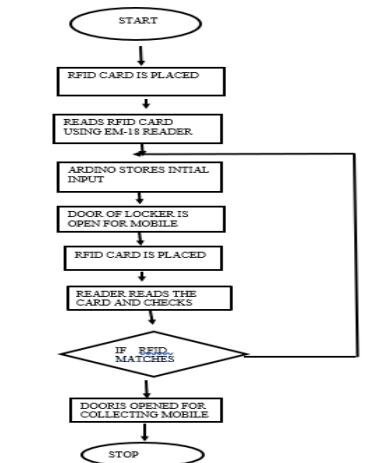 START
RFID CARD IS PLACED
READS RFID CARD
USING EM-18 READER
ARDINO STORES INTIAL
INPUT
DOOR OF LOCKER IS
OPEN FOR MOBILE
RFID CARD IS PLACED
READER READS THE
CARD AND CHECKS
IF RFID
MATCHES
DOORIS OPENED FOR
COLLECTING MOBILE
STOP